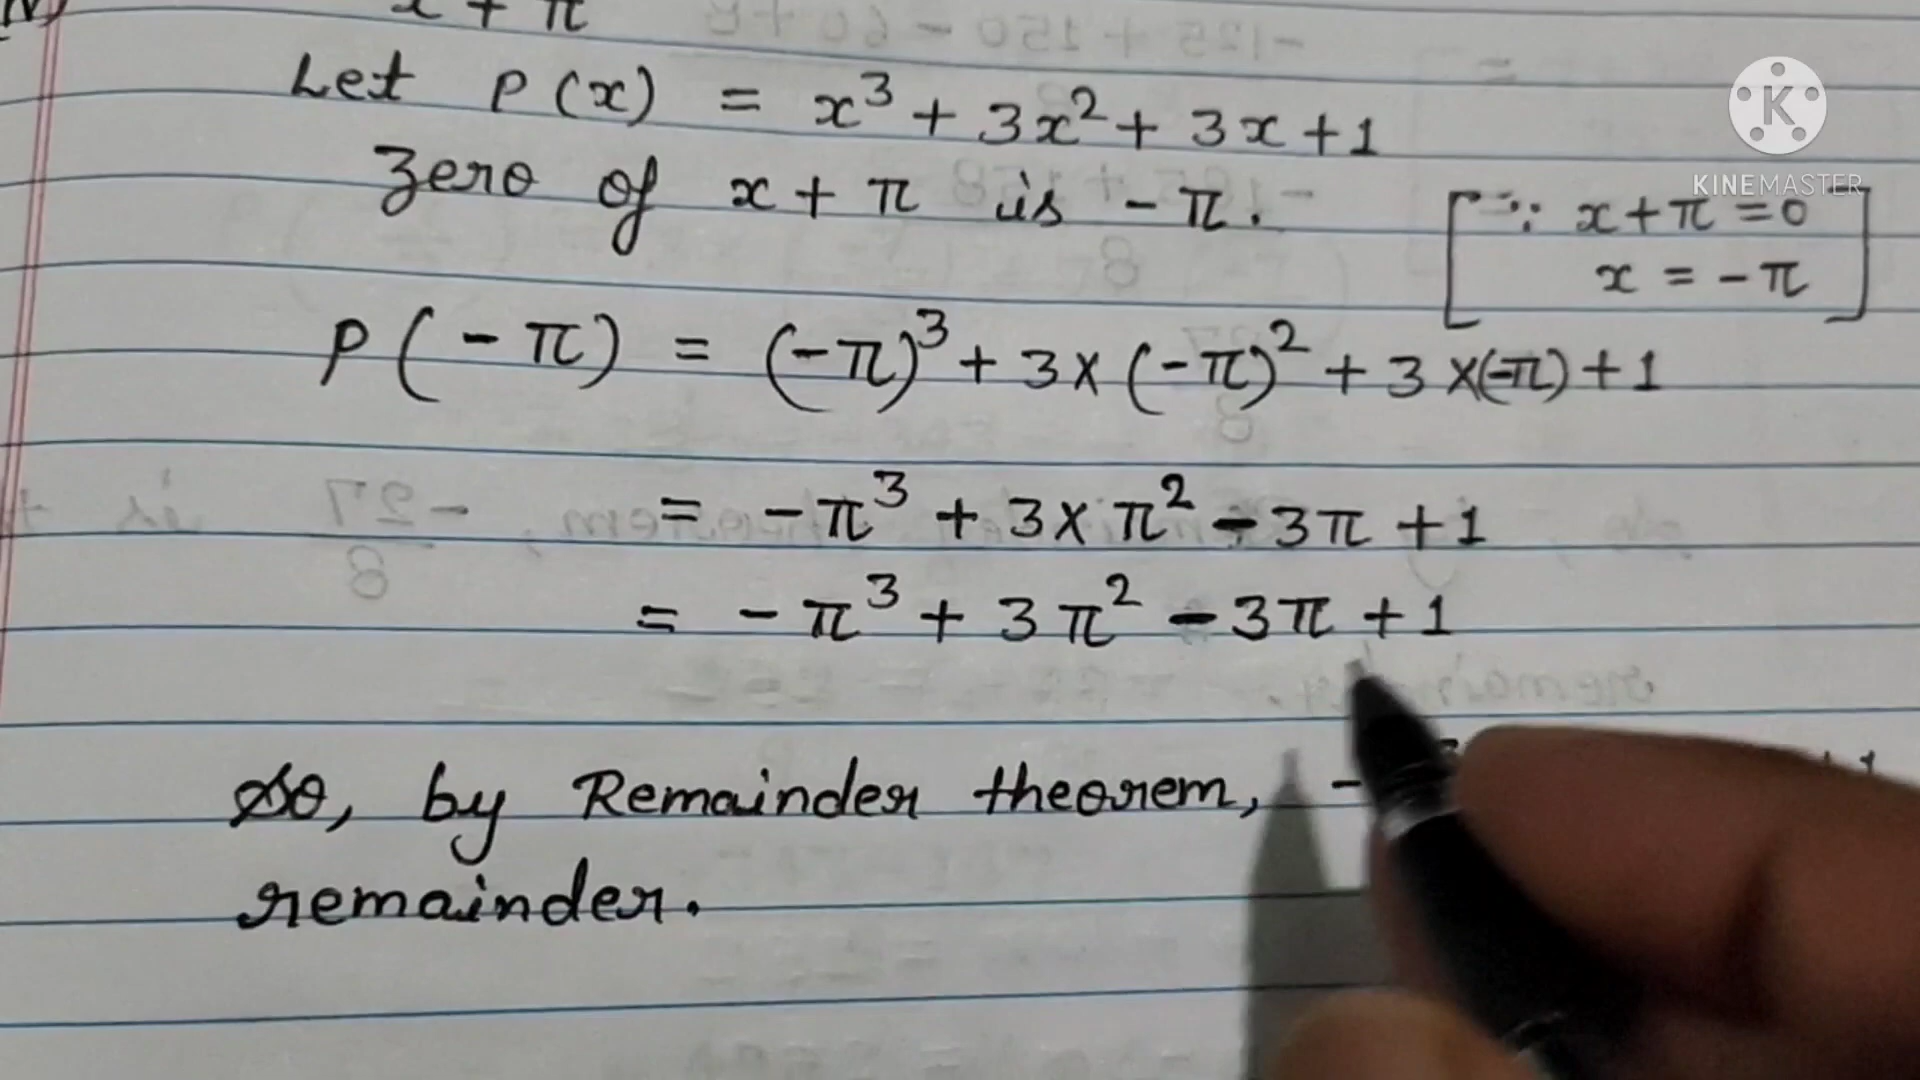 x + π
Let P(x) = x³ + 3x² + 3x + 1
zero of x + π is - π.
[∵ x + π = 0
x = - π]
P(-π) = (-π)³ + 3 × (-π)² + 3 × (-π) + 1
= - π³ + 3 × π² - 3π + 1
= - π³ + 3π² - 3π + 1
So, by Remainder theorem, - + 1
remainder.
KINEMASTER